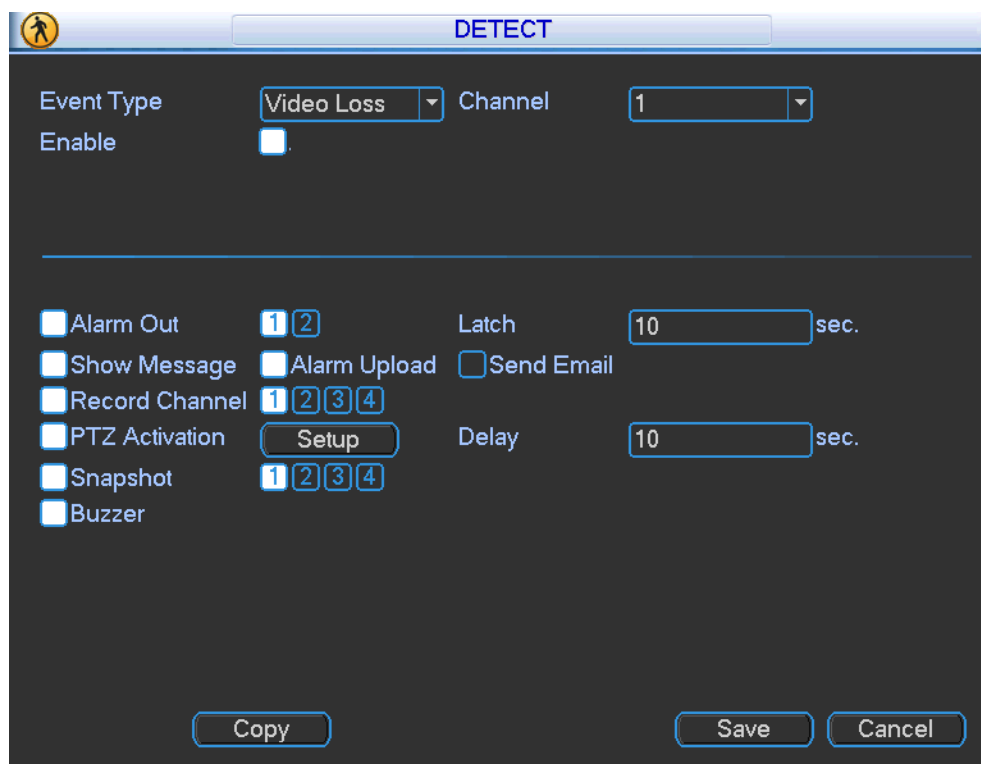 DETECT
Event Type Video Loss Channel 1
Enable .
Alarm Out 1 2 Latch 10 sec.
Show Message Alarm Upload Send Email
Record Channel 1 2 3 4
PTZ Activation Setup Delay 10 sec.
Snapshot 1 2 3 4
Buzzer
Copy Save Cancel